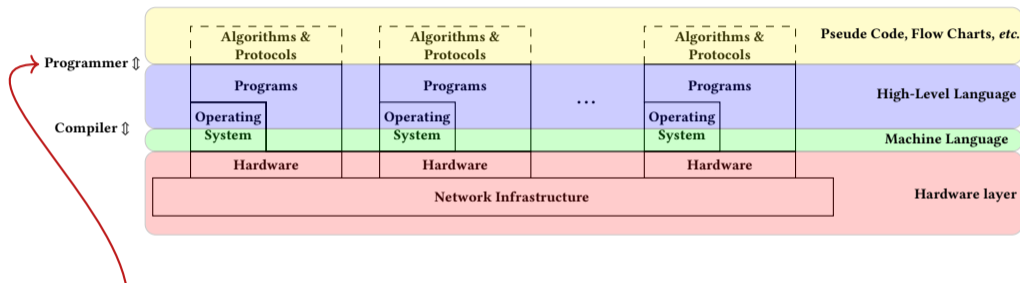 Algorithms & Protocols Algorithms & Protocols Algorithms & Protocols
Pseude Code, Flow Charts, etc.
Programmer ⇕
Programs Programs ... Programs
High-Level Language
Operating System Operating System Operating System
Compiler ⇕
Machine Language
Hardware Hardware Hardware
Hardware layer
Network Infrastructure